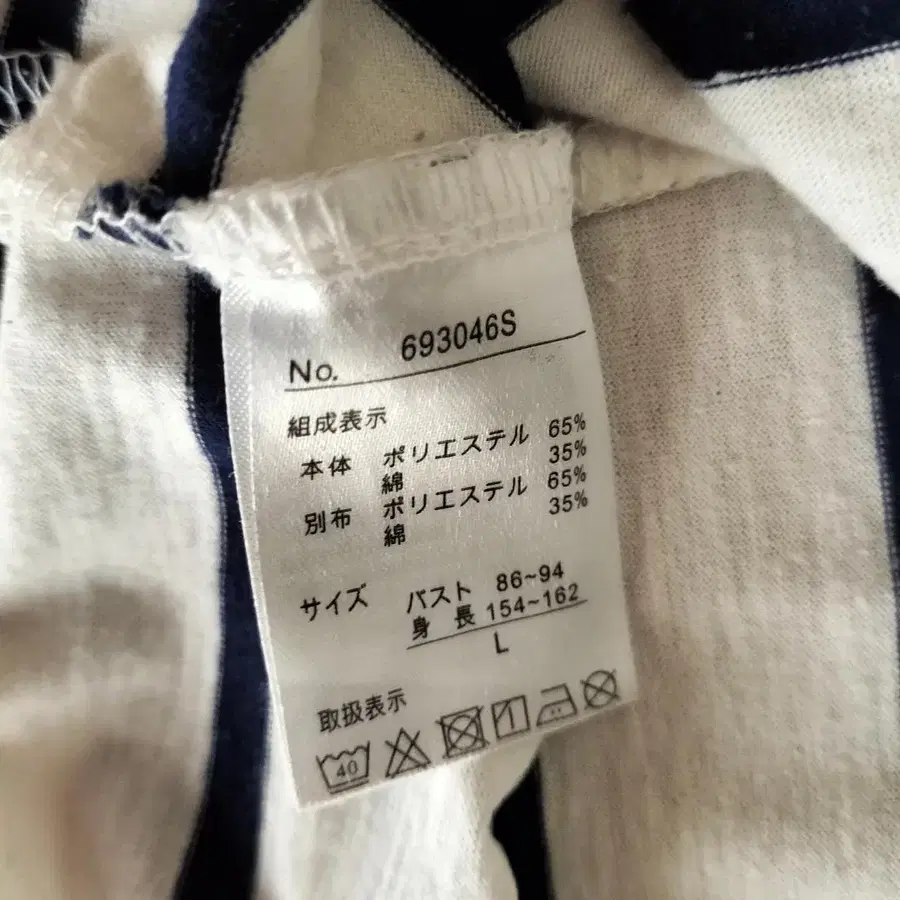 No. 693046S
組成表示
本体 ポリエステル 65%
綿 35%
別布 ポリエステル 65%
綿 35%
サイズ バスト 86~94
身長 154~162
L
取扱表示
40